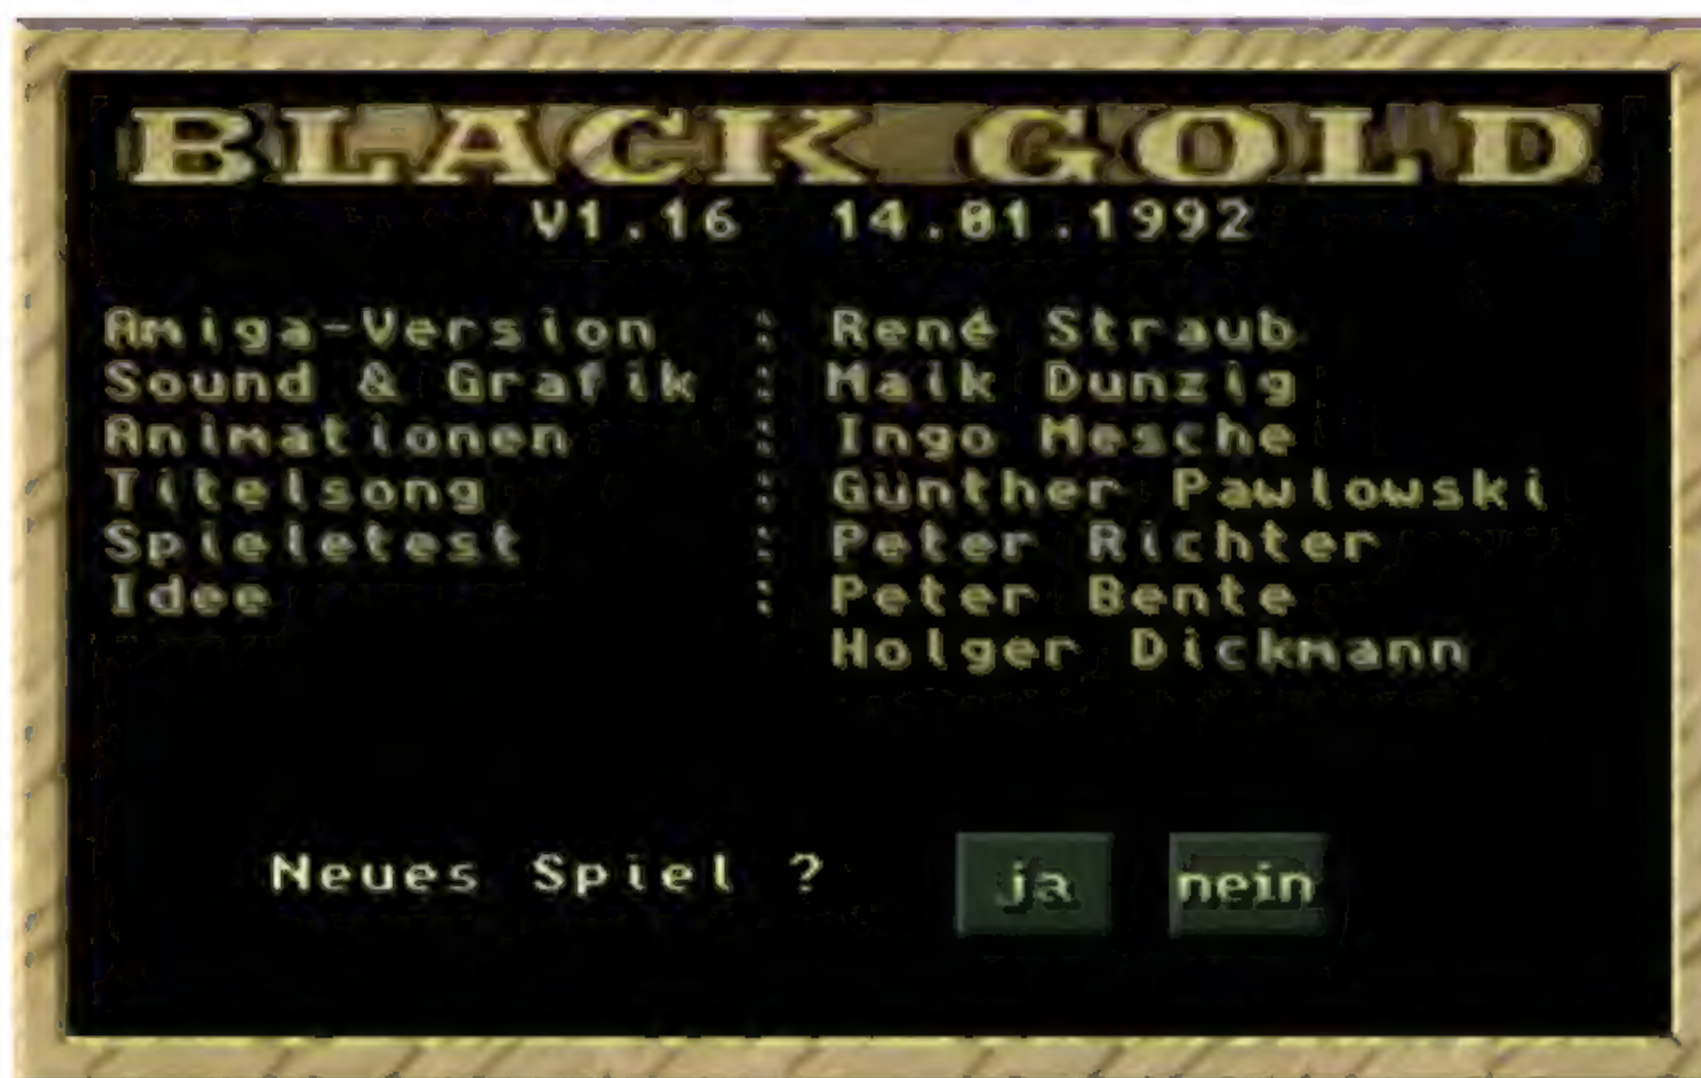 BLACK GOLD
V1.16 14.01.1992
Amiga-Version : René Straub
Sound & Grafik : Maik Dunzig
Animationen : Ingo Mesche
Titelsong : Günther Pawlowski
Spieletest : Peter Richter
Idee : Peter Bente
Holger Dickmann
Neues Spiel ? ja nein